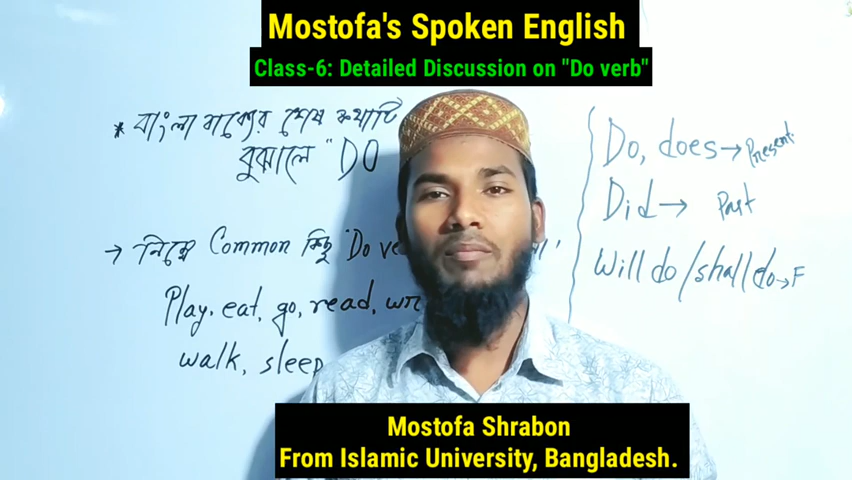 Mostofa's Spoken English
Class-6: Detailed Discussion on "Do verb"
* বাংলা বাক্যের শেষ কথাটি
বুঝালে "DO
→ নিম্নে Common কিছু "Do ve
Play, eat, go, read, wr
walk, sleep
Do, does → Present
Did → Past
Will do/shall do → F
Mostofa Shrabon
From Islamic University, Bangladesh.